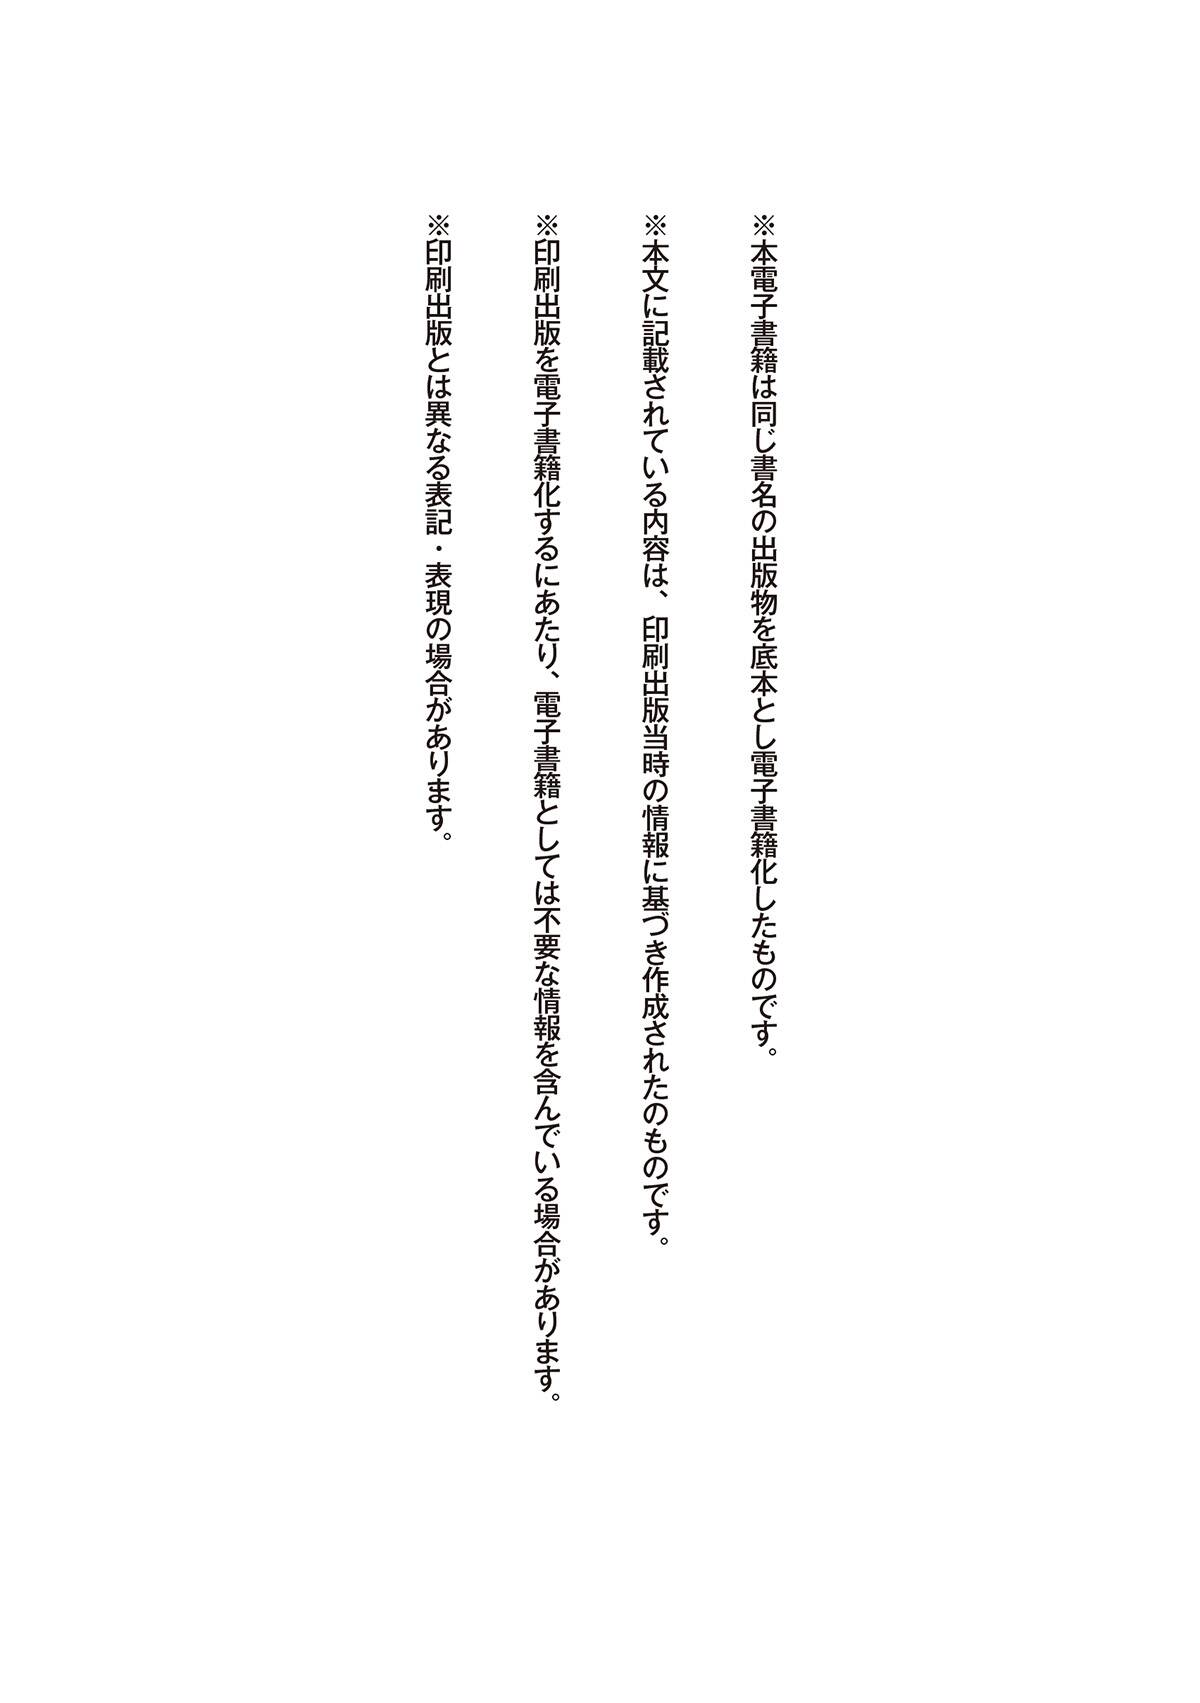 ※本電子書籍は同じ書名の出版物を底本とし電子書籍化したものです。
※本文に記載されている内容は、印刷出版当時の情報に基づき作成されたのものです。
※印刷出版を電子書籍化するにあたり、電子書籍としては不要な情報を含んでいる場合があります。
※印刷出版とは異なる表記・表現の場合があります。